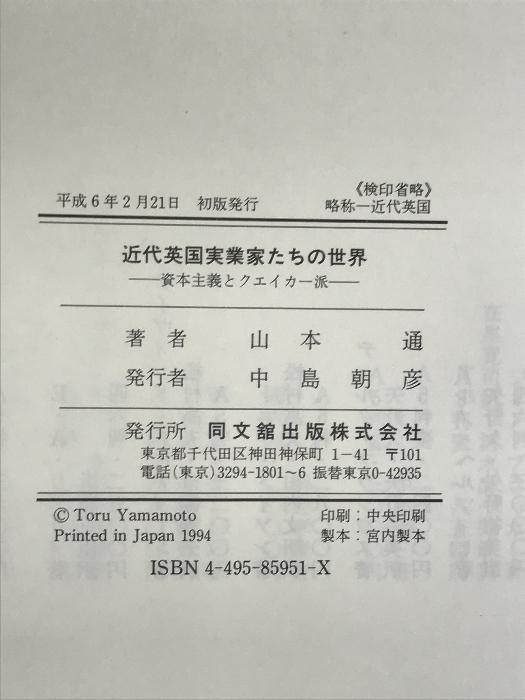 《検印省略》
平成6年2月21日 初版発行 略称―近代英国
近代英国実業家たちの世界
――資本主義とクエイカー派――
著者 山本 通
発行者 中島朝彦
発行所 同文舘出版株式会社
東京都千代田区神田神保町 1―41 〒101
電話(東京)3294-1801~6 振替東京0-42935
© Toru Yamamoto 印刷:中央印刷
Printed in Japan 1994 製本:宮内製本
ISBN 4-495-85951-X